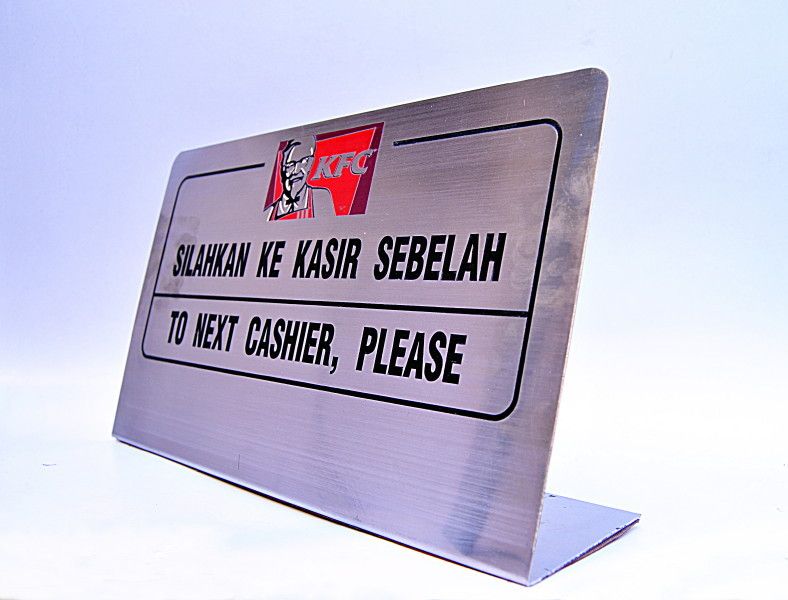 KFC
SILAHKAN KE KASIR SEBELAH
TO NEXT CASHIER, PLEASE